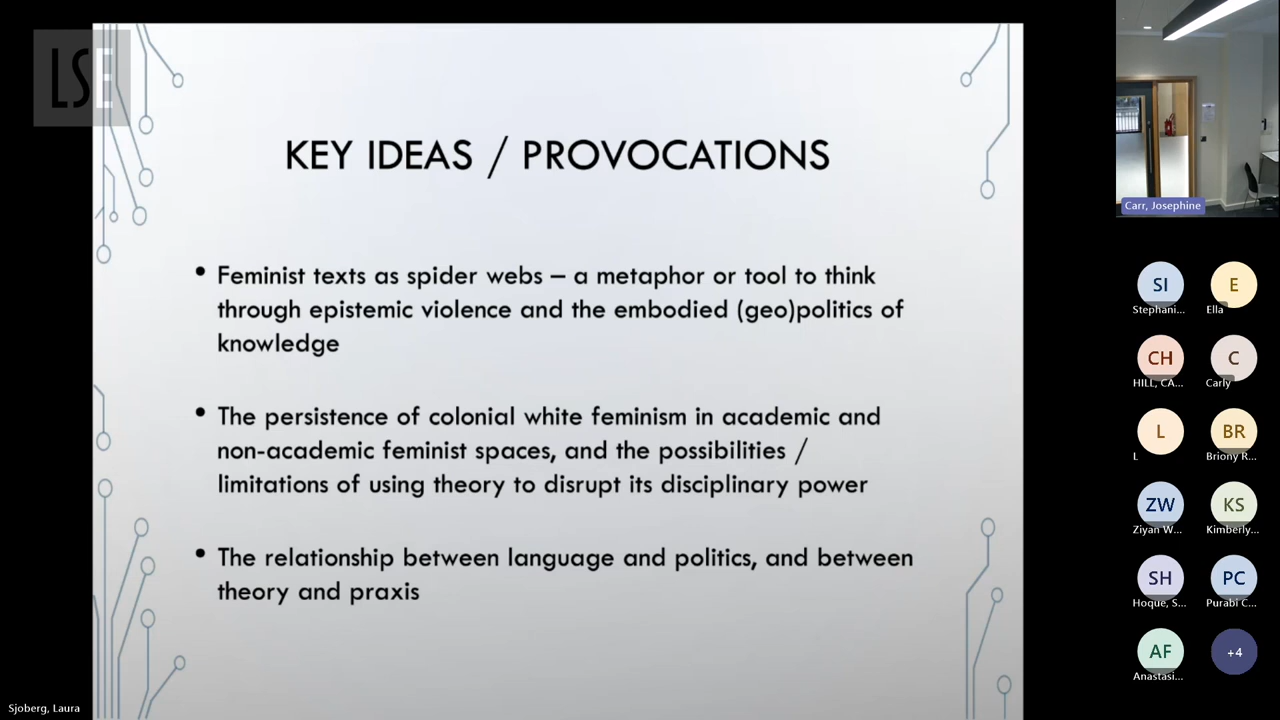 LSE
KEY IDEAS / PROVOCATIONS
• Feminist texts as spider webs – a metaphor or tool to think
through epistemic violence and the embodied (geo)politics of
knowledge
• The persistence of colonial white feminism in academic and
non-academic feminist spaces, and the possibilities /
limitations of using theory to disrupt its disciplinary power
• The relationship between language and politics, and between
theory and praxis
Sjoberg, Laura
Carr, Josephine
SI
Stephani...
E
Ella
CH
HILL, CA...
C
Carly
L
L
BR
Briony R...
ZW
Ziyan W...
KS
Kimberly...
SH
Hoque, S...
PC
Purabi C...
AF
Anastasi...
+4